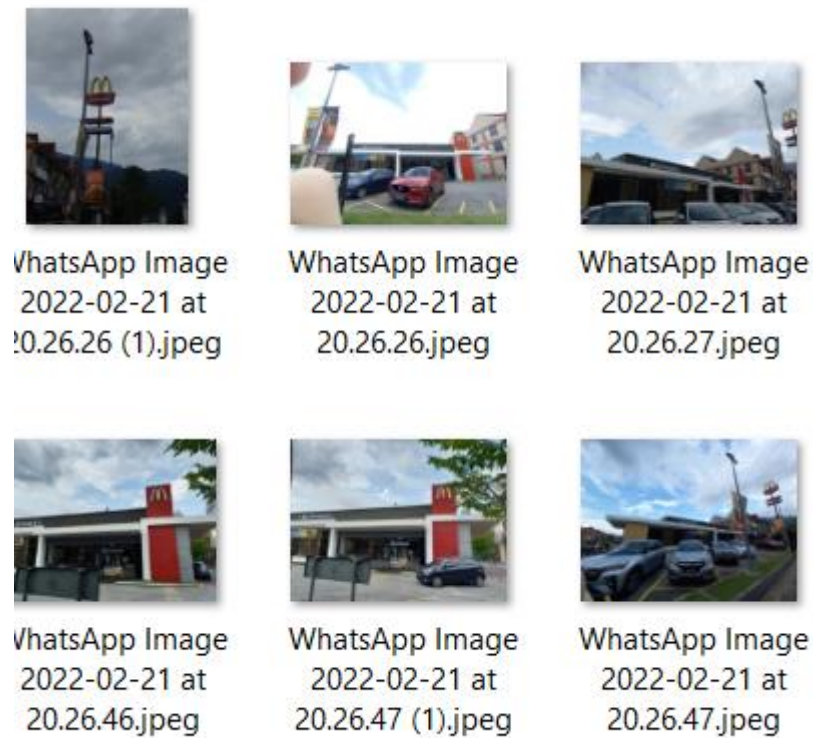 WhatsApp Image
WhatsApp Image
WhatsApp Image
2022-02-21 at
2022-02-21 at
2022-02-21 at
20.26.26 (1).jpeg
20.26.26.jpeg
20.26.27.jpeg
WhatsApp Image
WhatsApp Image
WhatsApp Image
2022-02-21 at
2022-02-21 at
2022-02-21 at
20.26.46.jpeg
20.26.47 (1).jpeg
20.26.47.jpeg